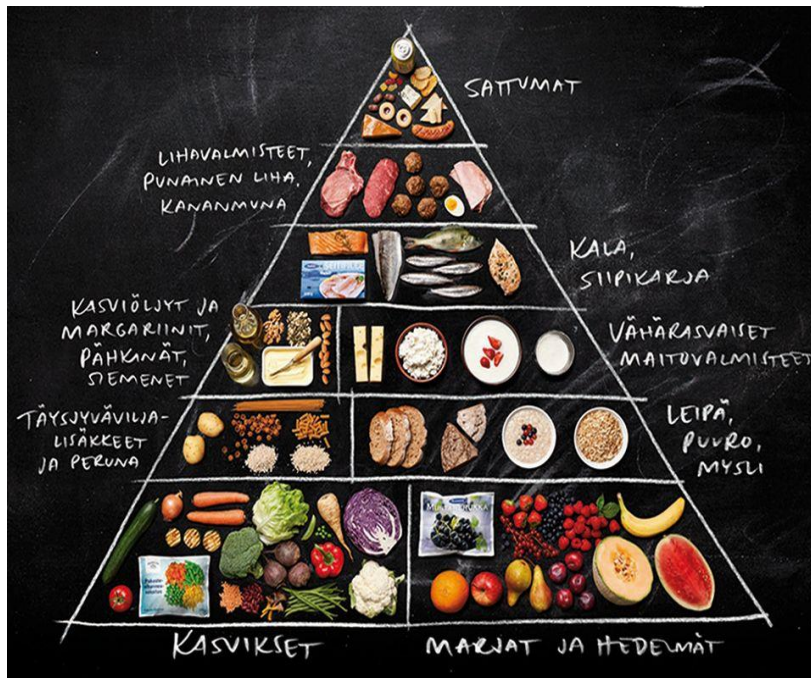 SATTUMAT
LIHAVALMISTEET,
PUNAINEN LIHA,
KANANMUNA
KALA,
SIIPIKARJA
KASVIÖLJYT JA
MARGARIINIT,
PÄHKINÄT,
SIEMENET
VÄHÄRASVAISET
MAITOVALMISTEET
TÄYSJYVÄVILJA-
LISÄKKEET
JA PERUNA
LEIPÄ,
PUURO,
MYSLI
KASVIKSET
MARJAT JA HEDELMÄT